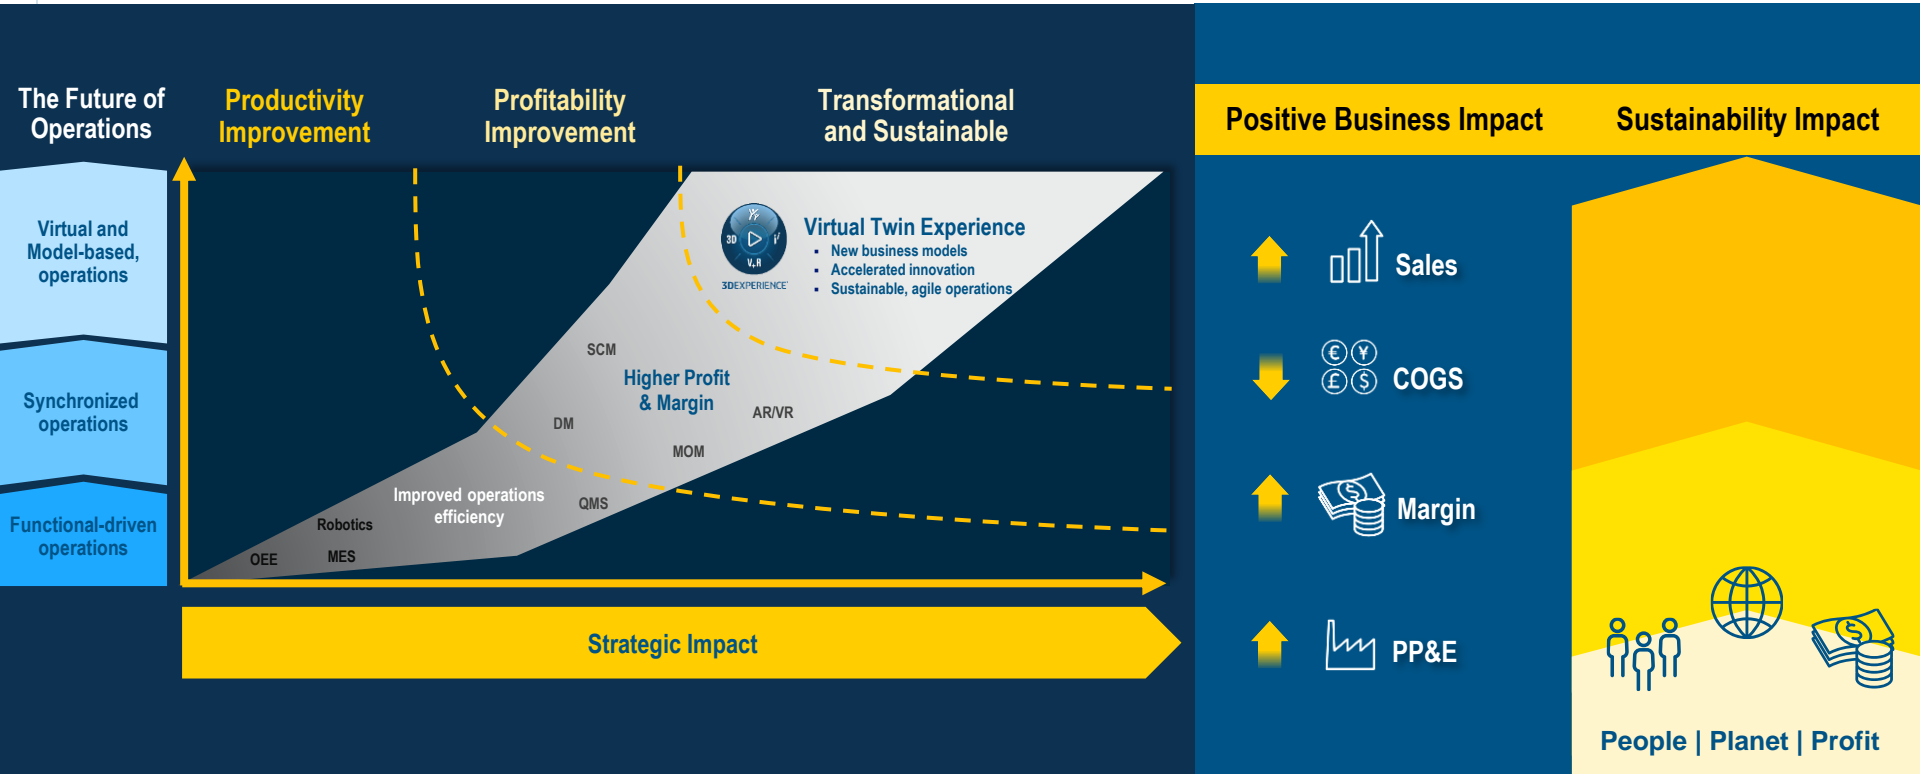 The Future of
Operations
Productivity
Improvement
Profitability
Improvement
Transformational
and Sustainable
Positive Business Impact
Sustainability Impact
Virtual and
Model-based,
operations
Synchronized
operations
Functional-driven
operations
3D
V+R
3DEXPERIENCE
Virtual Twin Experience
▪ New business models
▪ Accelerated innovation
▪ Sustainable, agile operations
SCM
Higher Profit
& Margin
AR/VR
DM
MOM
Improved operations
efficiency
QMS
Robotics
OEE
MES
Strategic Impact
Sales
€ ¥
£ $
COGS
$
Margin
PP&E
$
People | Planet | Profit